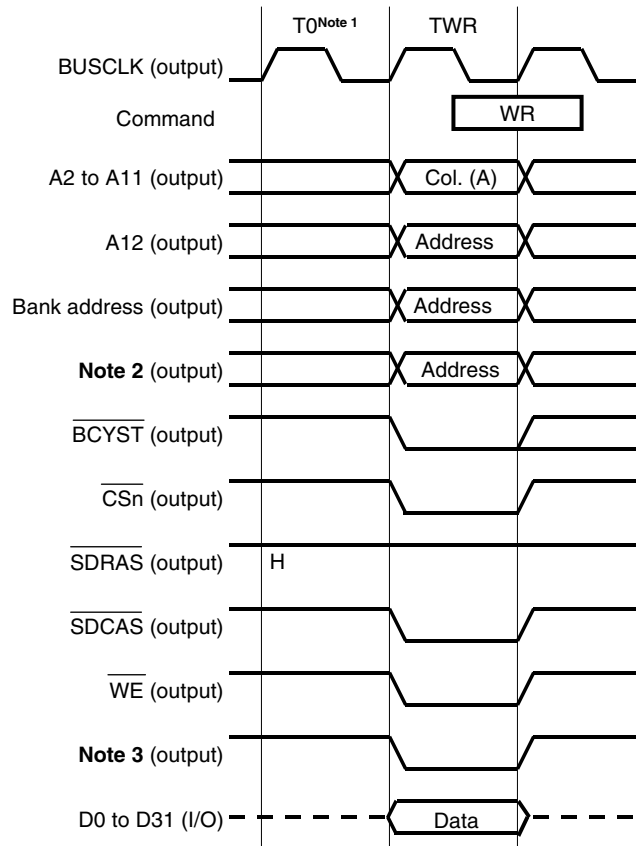 T0Note 1 TWR
BUSCLK (output)
Command WR
A2 to A11 (output) Col. (A)
A12 (output) Address
Bank address (output) Address
Note 2 (output) Address
BCYST (output)
CSn (output)
SDRAS (output) H
SDCAS (output)
WE (output)
Note 3 (output)
D0 to D31 (I/O) Data